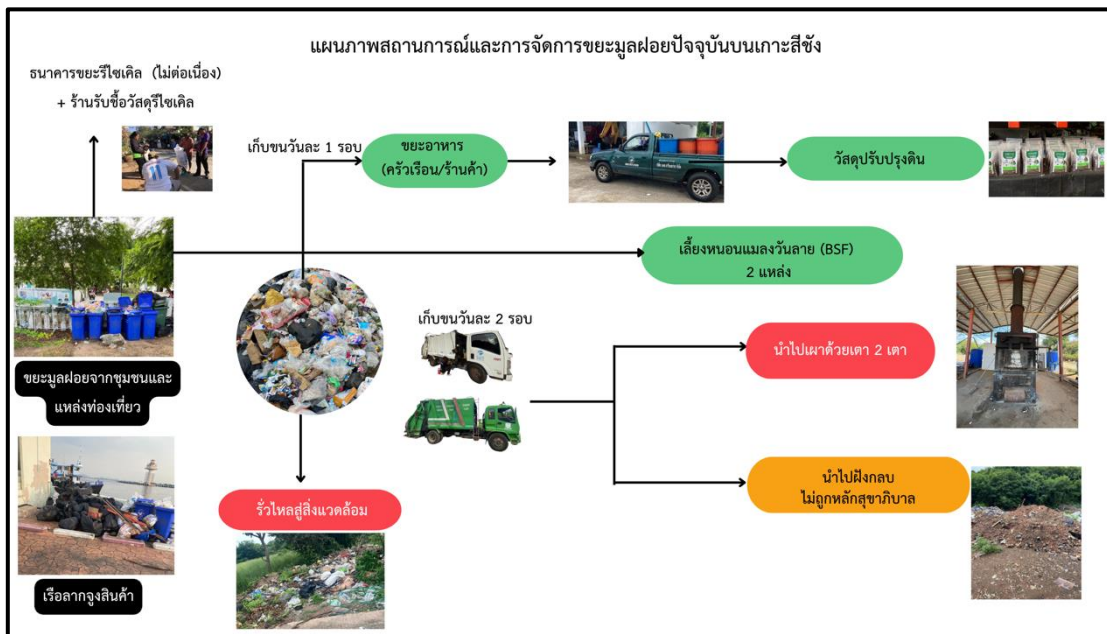 แผนภาพสถานการณ์และการจัดการขยะมูลฝอยปัจจุบันบนเกาะสีชัง
ธนาคารขยะรีไซเคิล (ไม่ต่อเนื่อง)
+ ร้านรับซื้อวัสดุรีไซเคิล
เก็บขนวันละ 1 รอบ
ขยะอาหาร
(ครัวเรือน/ร้านค้า)
วัสดุปรับปรุงดิน
เลี้ยงหนอนแมลงวันลาย (BSF)
2 แหล่ง
เก็บขนวันละ 2 รอบ
นำไปเผาด้วยเตา 2 เตา
ขยะมูลฝอยจากชุมชนและ
แหล่งท่องเที่ยว
นำไปฝังกลบ
ไม่ถูกหลักสุขาภิบาล
รั่วไหลสู่สิ่งแวดล้อม
เรือลากจูงสินค้า